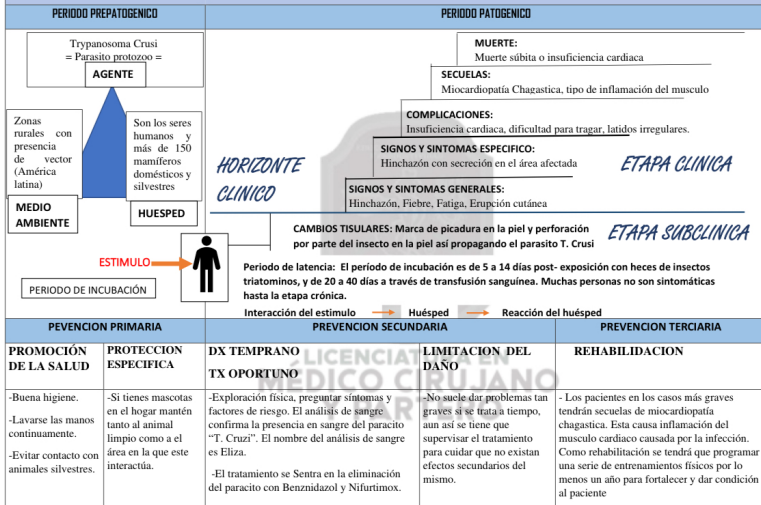 PERIODO PREPATOGENICO
PERIODO PATOGENICO
Trypanosoma Crusi
= Parasito protozoo =
AGENTE
Zonas
rurales con
presencia
de vector
(América
latina)
MEDIO
AMBIENTE
Son los seres
humanos y
más de 150
mamíferos
domésticos y
silvestres
HUESPED
MUERTE:
Muerte súbita o insuficiencia cardiaca
SECUELAS:
Miocardiopatía Chagastica, tipo de inflamación del musculo
COMPLICACIONES:
Insuficiencia cardiaca, dificultad para tragar, latidos irregulares.
SIGNOS Y SINTOMAS ESPECIFICO:
Hinchazón con secreción en el área afectada
SIGNOS Y SINTOMAS GENERALES:
Hinchazón, Fiebre, Fatiga, Erupción cutánea
HORIZONTE
CLINICO
ETAPA CLINICA
ETAPA SUBCLINICA
CAMBIOS TISULARES: Marca de picadura en la piel y perforación
por parte del insecto en la piel así propagando el parasito T. Crusi
ESTIMULO
PERIODO DE INCUBACIÓN
Periodo de latencia: El período de incubación es de 5 a 14 días post- exposición con heces de insectos
triatominos, y de 20 a 40 días a través de transfusión sanguínea. Muchas personas no son sintomáticas
hasta la etapa crónica.
Interacción del estimulo Huésped Reacción del huésped
PEVENCION PRIMARIA
PREVENCION SECUNDARIA
PREVENCION TERCIARIA
PROMOCIÓN
DE LA SALUD
PROTECCION
ESPECIFICA
DX TEMPRANO
TX OPORTUNO
LIMITACION DEL
DAÑO
REHABILIDACION
LICENCIATURA EN
MÉDICO CIRUJANO
Y PARTERO
-Buena higiene.
-Lavarse las manos
continuamente.
-Evitar contacto con
animales silvestres.
-Si tienes mascotas
en el hogar mantén
tanto al animal
limpio como a el
área en la que este
interactúa.
-Exploración física, preguntar síntomas y
factores de riesgo. El análisis de sangre
confirma la presencia en sangre del paracito
“T. Cruzi”. El nombre del análisis de sangre
es Eliza.
-El tratamiento se Sentra en la eliminación
del paracito con Benznidazol y Nifurtimox.
-No suele dar problemas tan
graves si se trata a tiempo,
aun así se tiene que
supervisar el tratamiento
para cuidar que no existan
efectos secundarios del
mismo.
- Los pacientes en los casos más graves
tendrán secuelas de miocardiopatía
chagastica. Esta causa inflamación del
musculo cardiaco causada por la infección.
Como rehabilitación se tendrá que programar
una serie de entrenamientos físicos por lo
menos un año para fortalecer y dar condición
al paciente